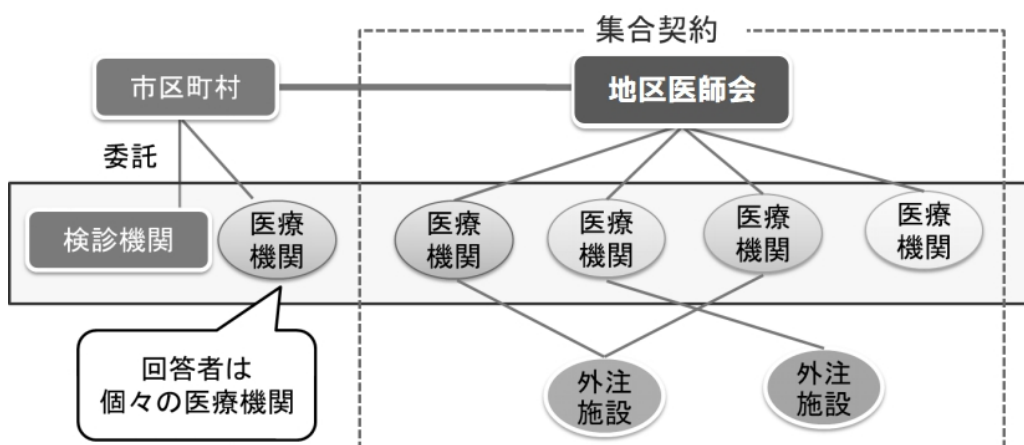 集合契約
市区町村
地区医師会
委託
検診機関
医療
機関
医療
機関
医療
機関
医療
機関
医療
機関
回答者は
個々の医療機関
外注
施設
外注
施設